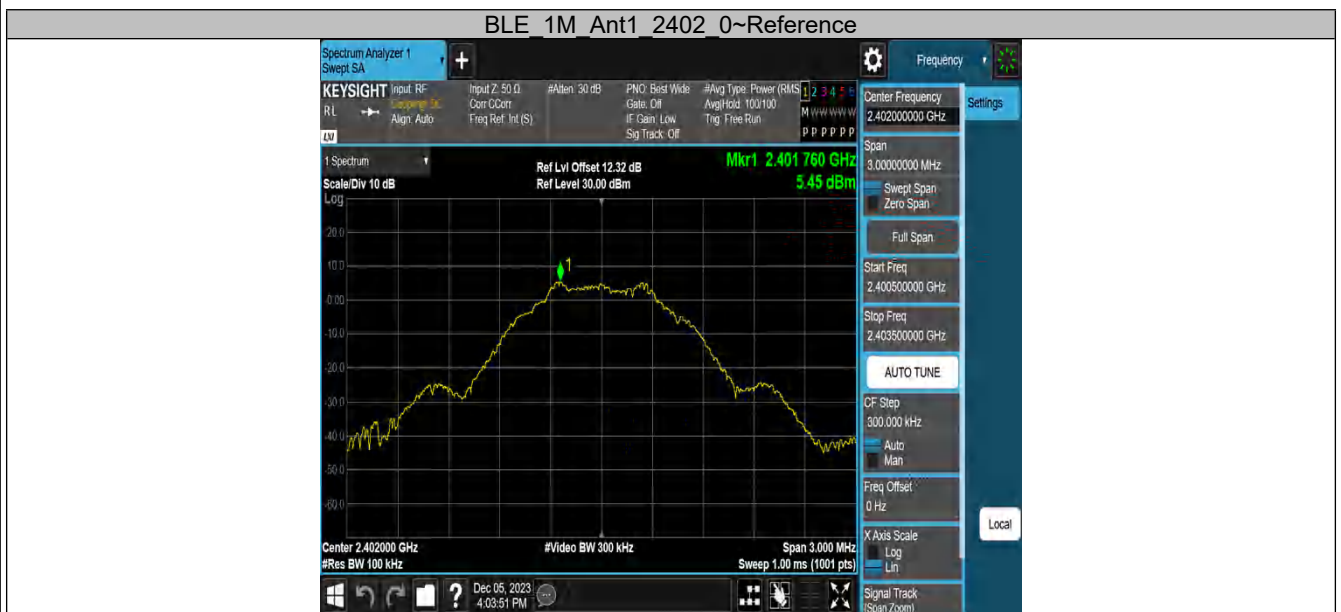 BLE_1M_Ant1_2402_0~Reference
Spectrum Analyzer 1
Swept SA
+
Frequency
KEYSIGHT
RL
LXI
Input: RF
Coupling: DC
Align: Auto
Input Z: 50 Ω
Corr CCorr
Freq Ref: Int (S)
#Atten: 30 dB
PNO: Best Wide
Gate: Off
IF Gain: Low
Sig Track: Off
#Avg Type: Power (RMS
Avg|Hold: 100/100
Trig: Free Run
1 2 3 4 5 6
M W W W W W
P P P P P P
1 Spectrum
Scale/Div 10 dB
Log
Ref Lvl Offset 12.32 dB
Ref Level 30.00 dBm
Mkr1 2.401 760 GHz
5.45 dBm
1
20.0
10.0
0.00
-10.0
-20.0
-30.0
-40.0
-50.0
-60.0
Center 2.402000 GHz
#Res BW 100 kHz
#Video BW 300 kHz
Span 3.000 MHz
Sweep 1.00 ms (1001 pts)
Center Frequency
2.402000000 GHz
Settings
Span
3.00000000 MHz
Swept Span
Zero Span
Full Span
Start Freq
2.400500000 GHz
Stop Freq
2.403500000 GHz
AUTO TUNE
CF Step
300.000 kHz
Auto
Man
Freq Offset
0 Hz
X Axis Scale
Log
Lin
Local
Signal Track
(Span Zoom)
?
Dec 05, 2023
4:03:51 PM